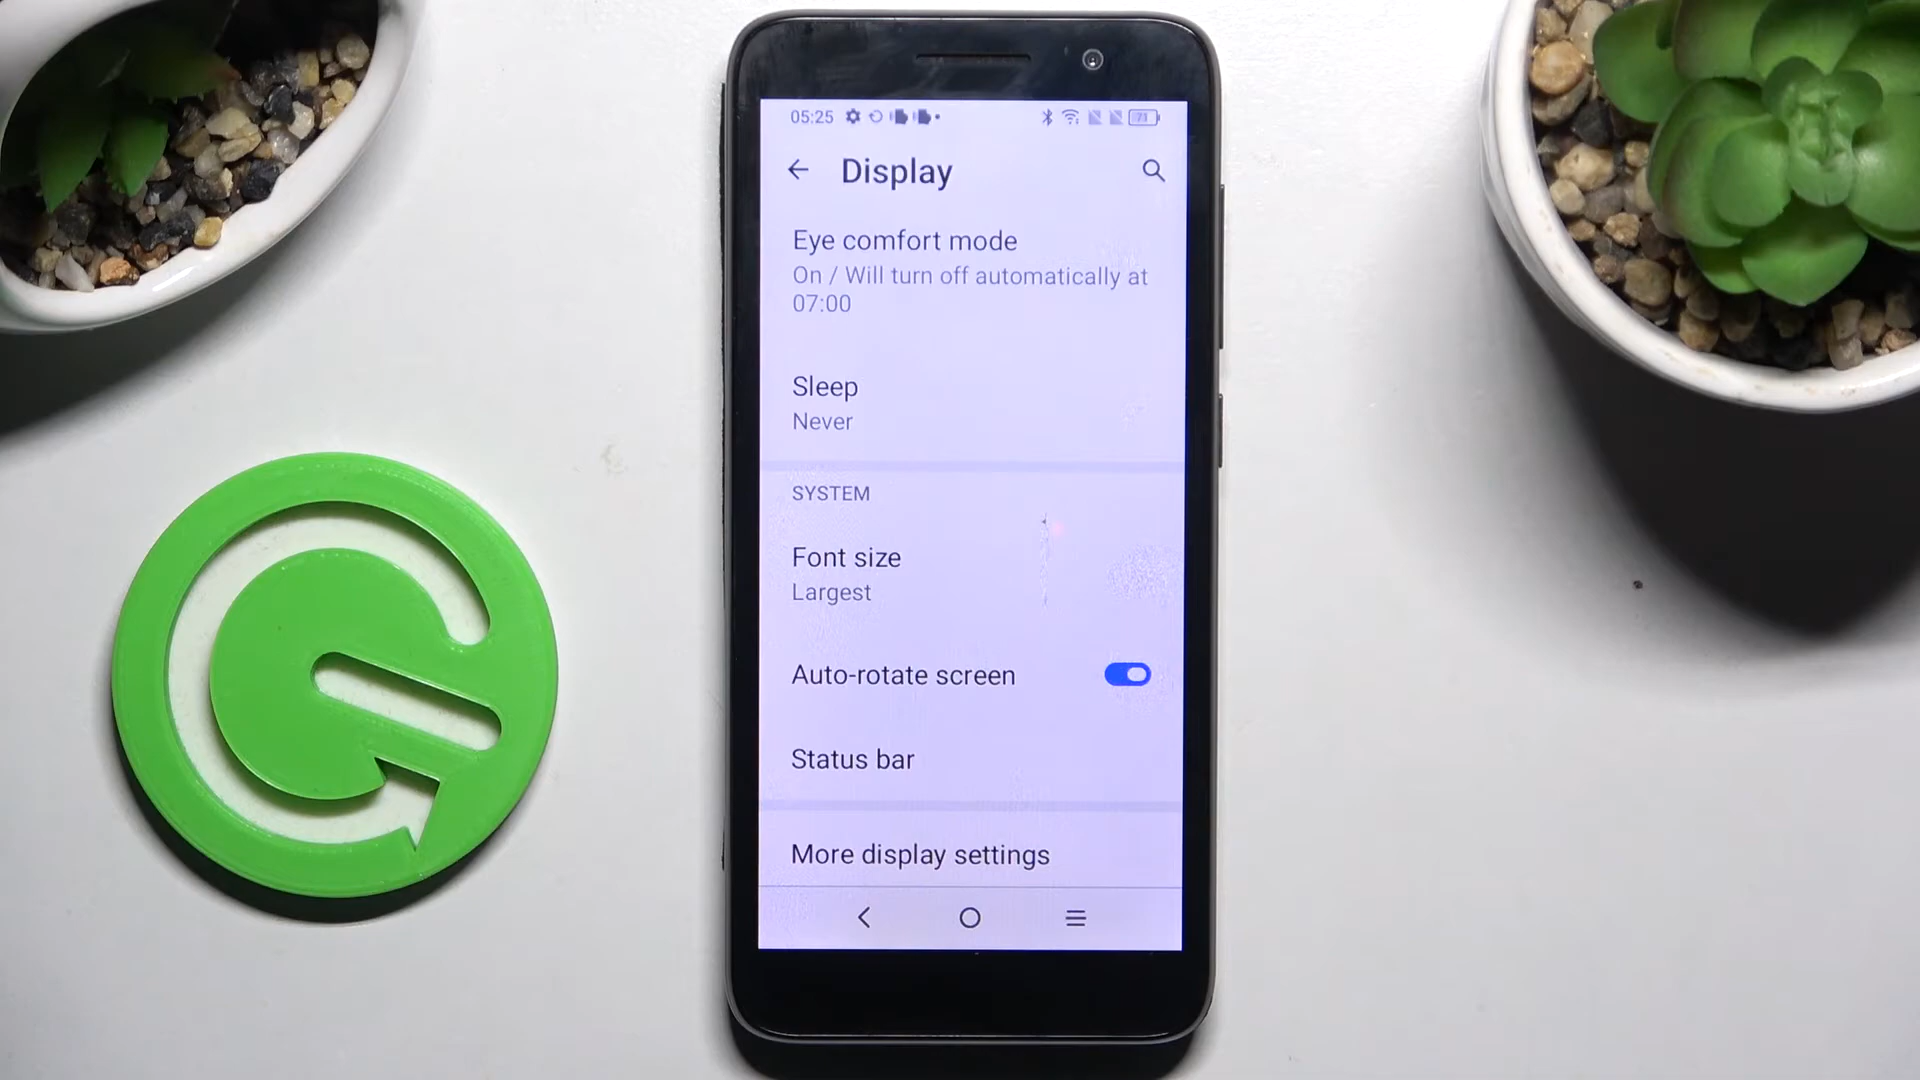 05:25
71
Display
Eye comfort mode
On / Will turn off automatically at
07:00
Sleep
Never
SYSTEM
Font size
Largest
Auto-rotate screen
Status bar
More display settings